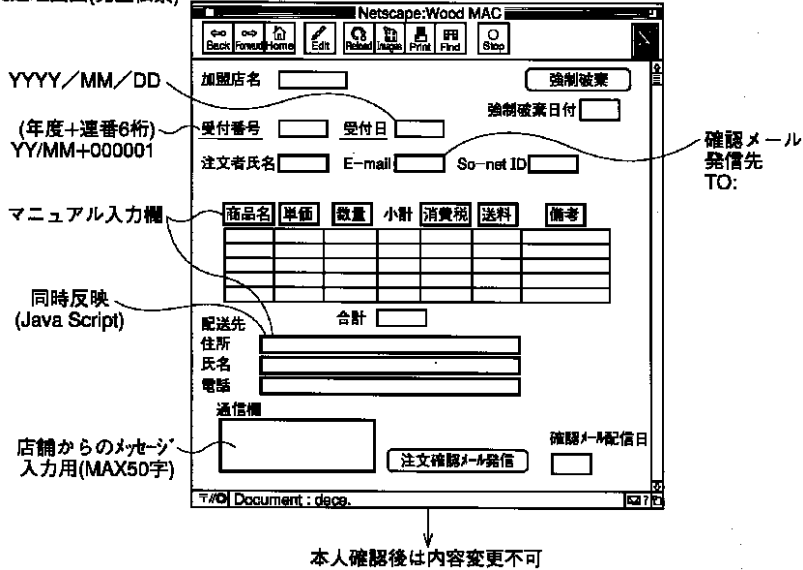 Netscape:Wood MAC
Back Forward Home Edit Reload Images Print Find Stop
YYYY／MM／DD
加盟店名
強制破棄
強制破棄日付
(年度+連番6桁)
YY/MM+000001
受付番号 受付日
注文者氏名 E-mail So-net ID
確認メール
発信先
TO:
マニュアル入力欄
商品名 単価 数量 小計 消費税 送料 備考
同時反映
(Java Script)
合計
配送先
住所
氏名
電話
通信欄
店舗からのメッセージ
入力用(MAX50字)
注文確認メール発信
確認メール配信日
Document : dece.
本人確認後は内容変更不可